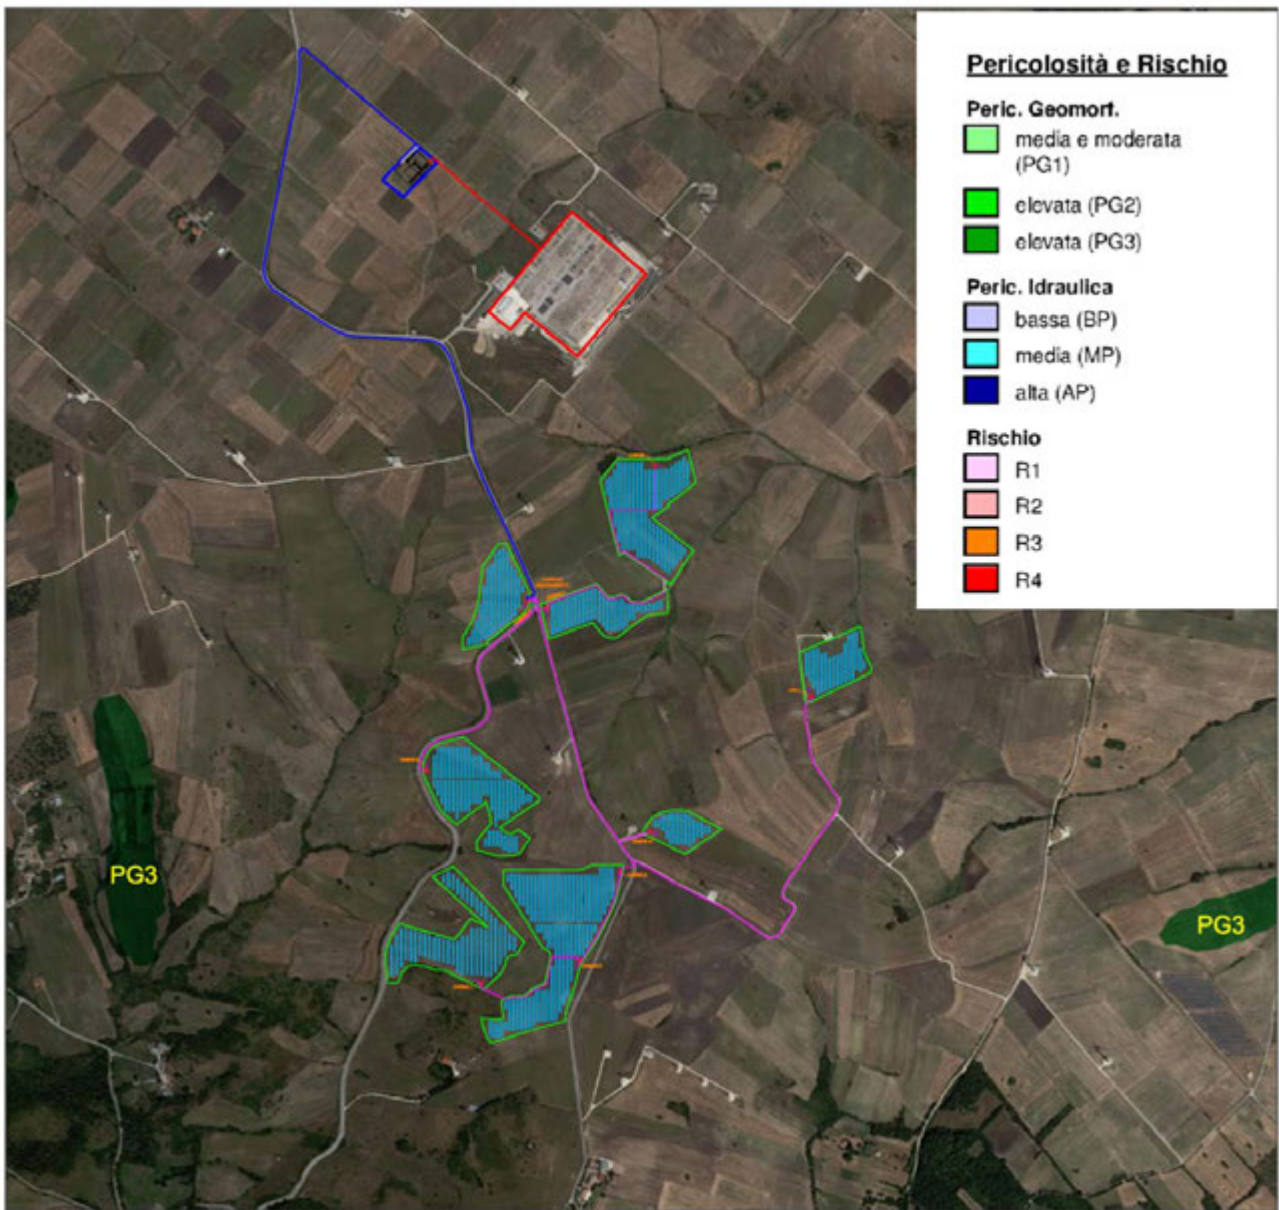 Pericolosità e Rischio
Peric. Geomorf.
media e moderata
(PG1)
elevata (PG2)
elevata (PG3)
Peric. Idraulica
bassa (BP)
media (MP)
alta (AP)
Rischio
R1
R2
R3
R4
PG3
PG3